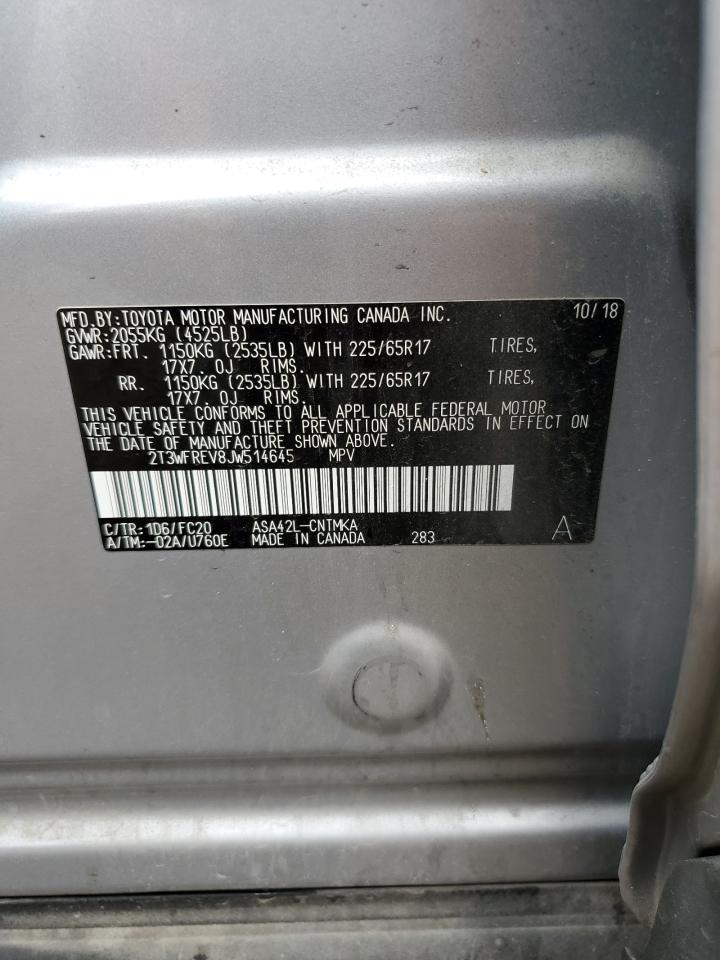 MFD.BY:TOYOTA MOTOR MANUFACTURING CANADA INC. 10/18
GVWR:2055KG (4525LB)
GAWR:FRT. 1150KG (2535LB) WITH 225/65R17 TIRES,
17X7. 0J RIMS.
RR. 1150KG (2535LB) WITH 225/65R17 TIRES,
17X7. 0J RIMS.
THIS VEHICLE CONFORMS TO ALL APPLICABLE FEDERAL MOTOR
VEHICLE SAFETY AND THEFT PREVENTION STANDARDS IN EFFECT ON
THE DATE OF MANUFACTURE SHOWN ABOVE.
2T3WFREV8JW514645 MPV
C/TR:1D6/FC20 ASA42L-CNTMKA
A/TM:-02A/U760E MADE IN CANADA 283 A